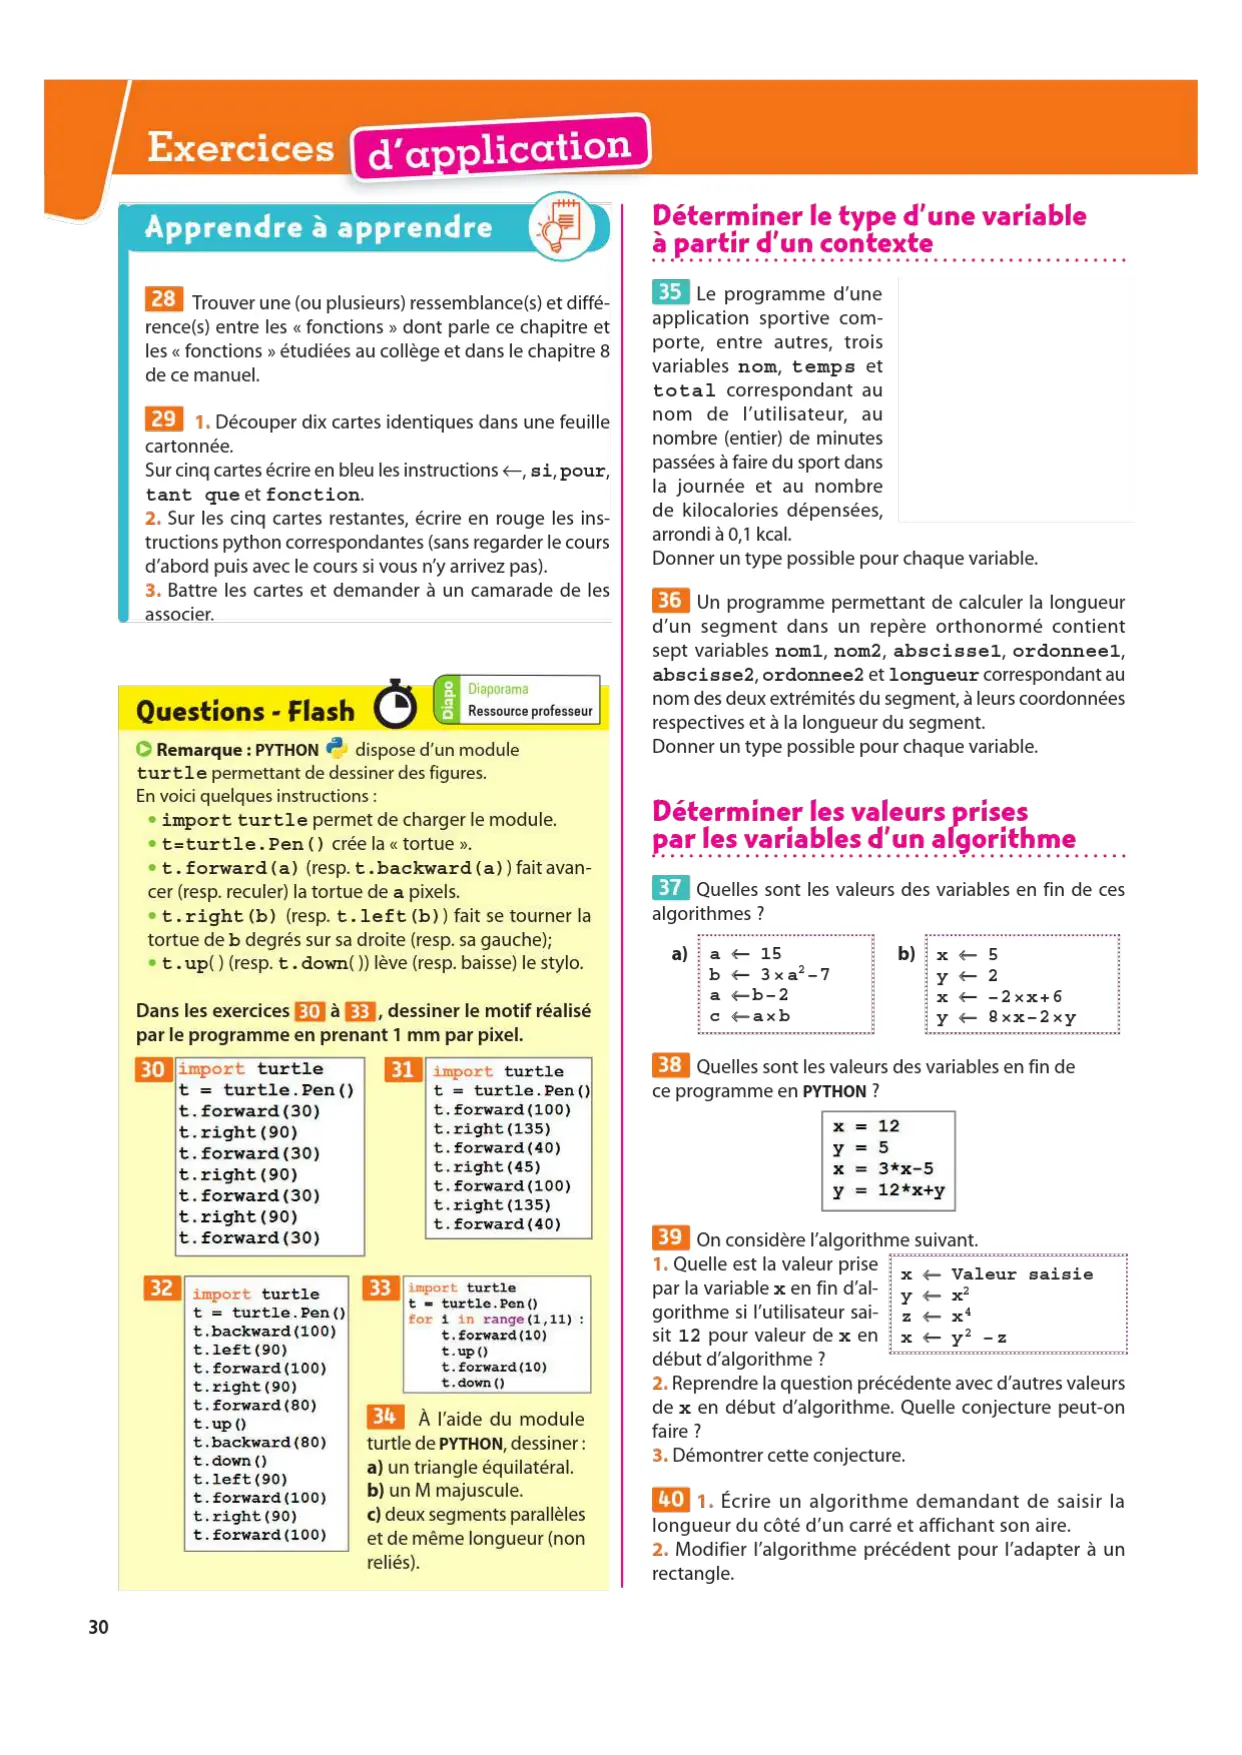 Exercices d'application
Apprendre à apprendre
28 Trouver une (ou plusieurs) ressemblance(s) et diffé-
rence(s) entre les « fonctions » dont parle ce chapitre et
les « fonctions » étudiées au collège et dans le chapitre 8
de ce manuel.
29 1. Découper dix cartes identiques dans une feuille
cartonnée.
Sur cinq cartes écrire en bleu les instructions ←, si, pour,
tant que et fonction.
2. Sur les cinq cartes restantes, écrire en rouge les ins-
tructions python correspondantes (sans regarder le cours
d'abord puis avec le cours si vous n'y arrivez pas).
3. Battre les cartes et demander à un camarade de les
associer.
Questions - Flash
Diapo
Diaporama
Ressource professeur
Remarque : PYTHON dispose d'un module
turtle permettant de dessiner des figures.
En voici quelques instructions :
• import turtle permet de charger le module.
• t=turtle.Pen() crée la « tortue ».
• t.forward(a) (resp. t.backward(a)) fait avan-
cer (resp. reculer) la tortue de a pixels.
• t.right(b) (resp. t.left(b)) fait se tourner la
tortue de b degrés sur sa droite (resp. sa gauche);
• t.up( ) (resp. t.down( )) lève (resp. baisse) le stylo.
Dans les exercices 30 à 33, dessiner le motif réalisé
par le programme en prenant 1 mm par pixel.
30
import turtle
t = turtle.Pen()
t.forward(30)
t.right(90)
t.forward(30)
t.right(90)
t.forward(30)
t.right(90)
t.forward(30)
31
import turtle
t = turtle.Pen()
t.forward(100)
t.right(135)
t.forward(40)
t.right(45)
t.forward(100)
t.right(135)
t.forward(40)
32
import turtle
t = turtle.Pen()
t.backward(100)
t.left(90)
t.forward(100)
t.right(90)
t.forward(80)
t.up()
t.backward(80)
t.down()
t.left(90)
t.forward(100)
t.right(90)
t.forward(100)
33
import turtle
t = turtle.Pen()
for i in range(1,11) :
t.forward(10)
t.up()
t.forward(10)
t.down()
34 À l'aide du module
turtle de PYTHON, dessiner :
a) un triangle équilatéral.
b) un M majuscule.
c) deux segments parallèles
et de même longueur (non
reliés).
Déterminer le type d'une variable
à partir d'un contexte
35 Le programme d'une
application sportive com-
porte, entre autres, trois
variables nom, temps et
total correspondant au
nom de l'utilisateur, au
nombre (entier) de minutes
passées à faire du sport dans
la journée et au nombre
de kilocalories dépensées,
arrondi à 0,1 kcal.
Donner un type possible pour chaque variable.
36 Un programme permettant de calculer la longueur
d'un segment dans un repère orthonormé contient
sept variables nom1, nom2, abscisse1, ordonnee1,
abscisse2, ordonnee2 et longueur correspondant au
nom des deux extrémités du segment, à leurs coordonnées
respectives et à la longueur du segment.
Donner un type possible pour chaque variable.
Déterminer les valeurs prises
par les variables d'un algorithme
37 Quelles sont les valeurs des variables en fin de ces
algorithmes ?
a)
a ← 15
b ← 3×a²−7
a ←b−2
c ←a×b
b)
x ← 5
y ← 2
x ← −2×x+6
y ← 8×x−2×y
38 Quelles sont les valeurs des variables en fin de
ce programme en PYTHON ?
x = 12
y = 5
x = 3*x-5
y = 12*x+y
39 On considère l'algorithme suivant.
1. Quelle est la valeur prise
par la variable x en fin d'al-
gorithme si l'utilisateur sai-
sit 12 pour valeur de x en
début d'algorithme ?
x ← Valeur saisie
y ← x²
z ← x⁴
x ← y² −z
2. Reprendre la question précédente avec d'autres valeurs
de x en début d'algorithme. Quelle conjecture peut-on
faire ?
3. Démontrer cette conjecture.
40 1. Écrire un algorithme demandant de saisir la
longueur du côté d'un carré et affichant son aire.
2. Modifier l'algorithme précédent pour l'adapter à un
rectangle.
30